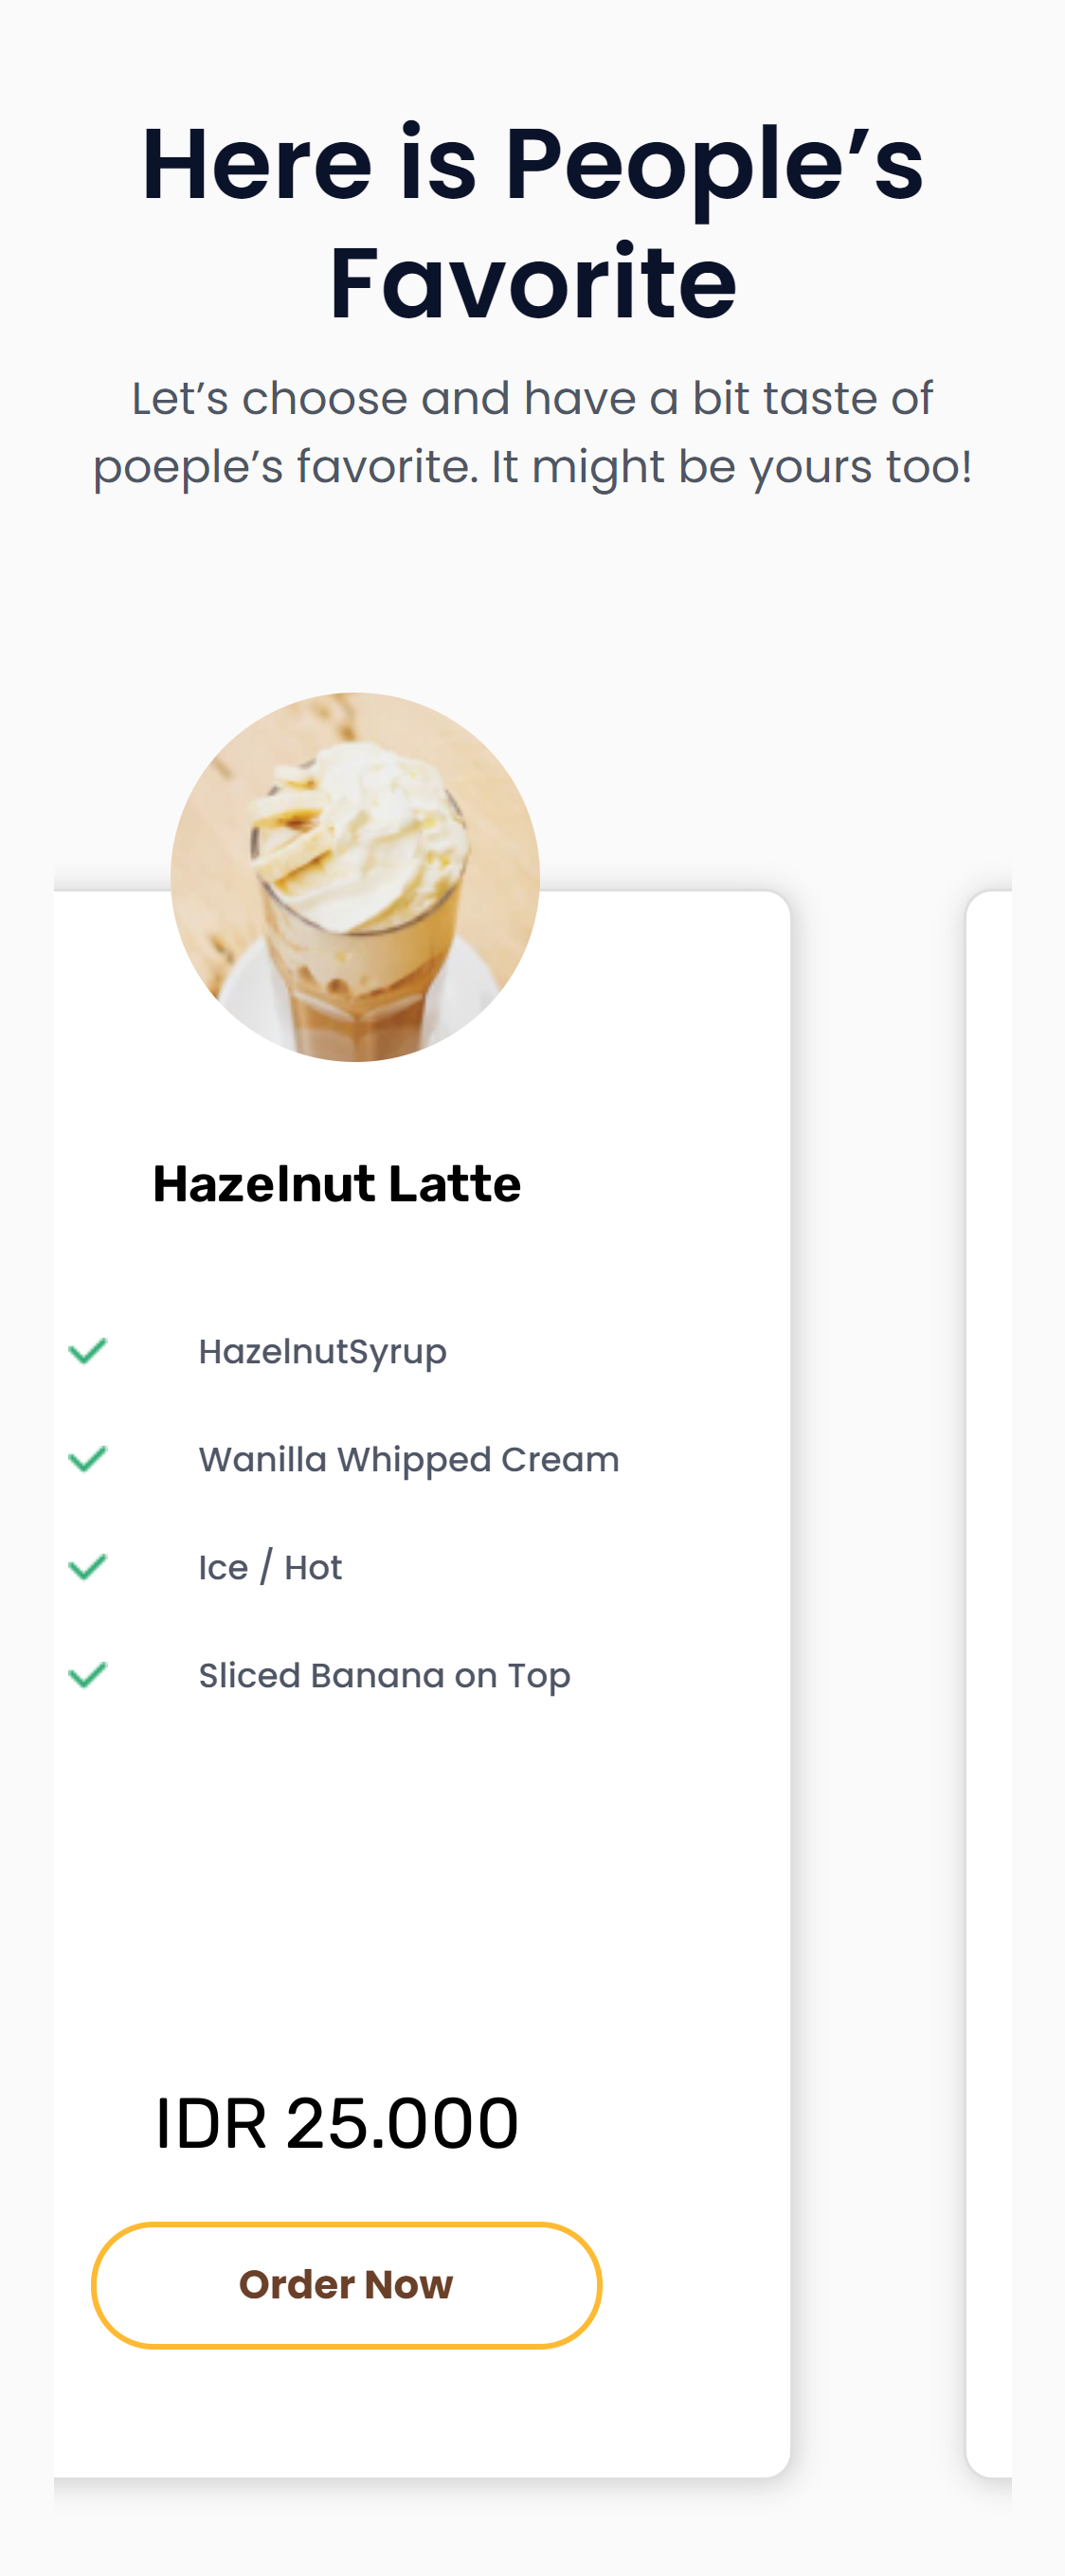 Here is People’s
Favorite
Let’s choose and have a bit taste of
poeple’s favorite. It might be yours too!
Hazelnut Latte
HazelnutSyrup
Wanilla Whipped Cream
Ice / Hot
Sliced Banana on Top
IDR 25.000
Order Now